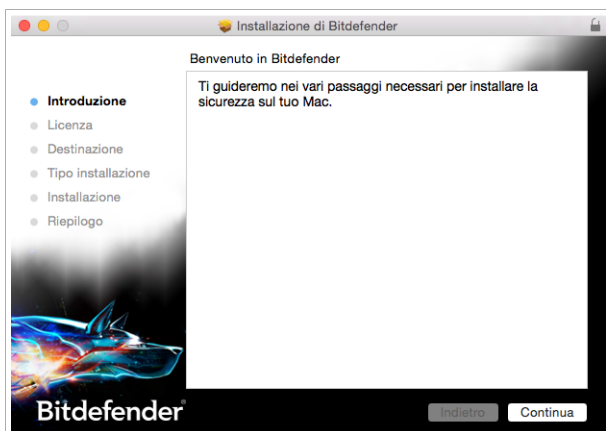 Installazione di Bitdefender
Benvenuto in Bitdefender
Introduzione
Licenza
Destinazione
Tipo installazione
Installazione
Riepilogo
Ti guideremo nei vari passaggi necessari per installare la
sicurezza sul tuo Mac.
Bitdefender
Indietro
Continua